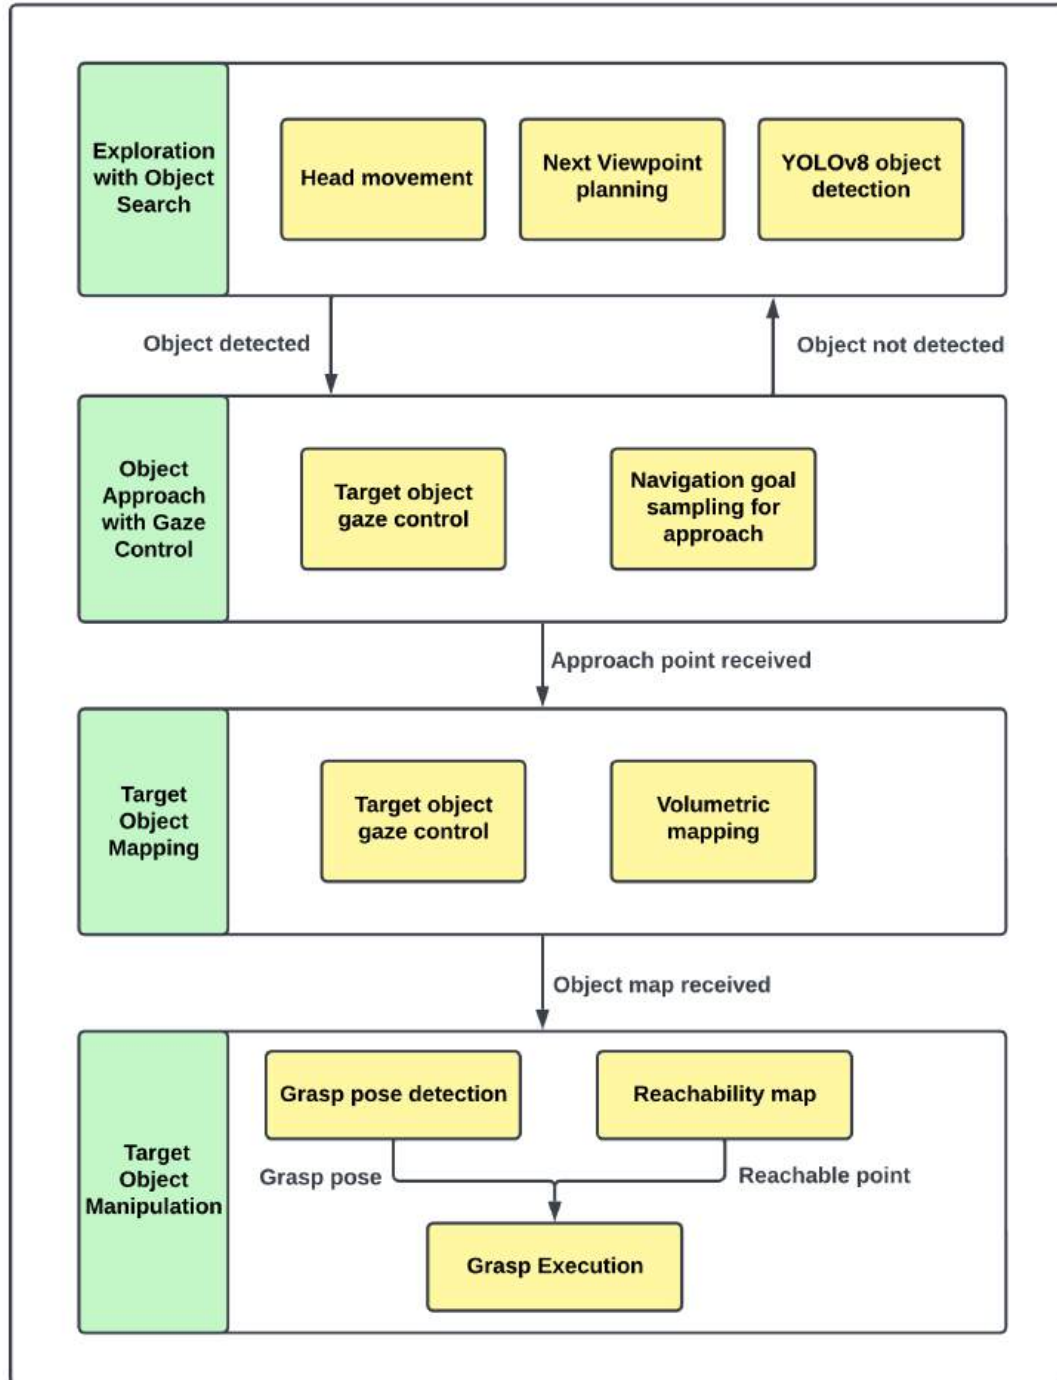 Exploration
with Object
Search
Head movement
Next Viewpoint
planning
YOLOv8 object
detection
Object detected
Object not detected
Object
Approach
with Gaze
Control
Target object
gaze control
Navigation goal
sampling for
approach
Approach point received
Target
Object
Mapping
Target object
gaze control
Volumetric
mapping
Object map received
Target
Object
Manipulation
Grasp pose detection
Reachability map
Grasp pose
Reachable point
Grasp Execution